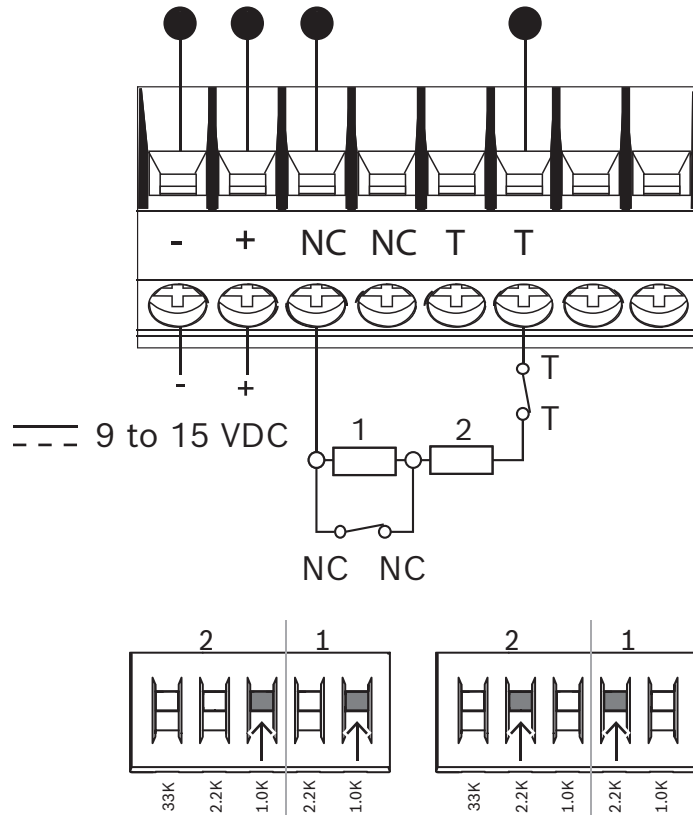 - + NC NC T T
- +
T
T
9 to 15 VDC
1 2
NC NC
2 1 2 1
33K 2.2K 1.0K 2.2K 1.0K 33K 2.2K 1.0K 2.2K 1.0K